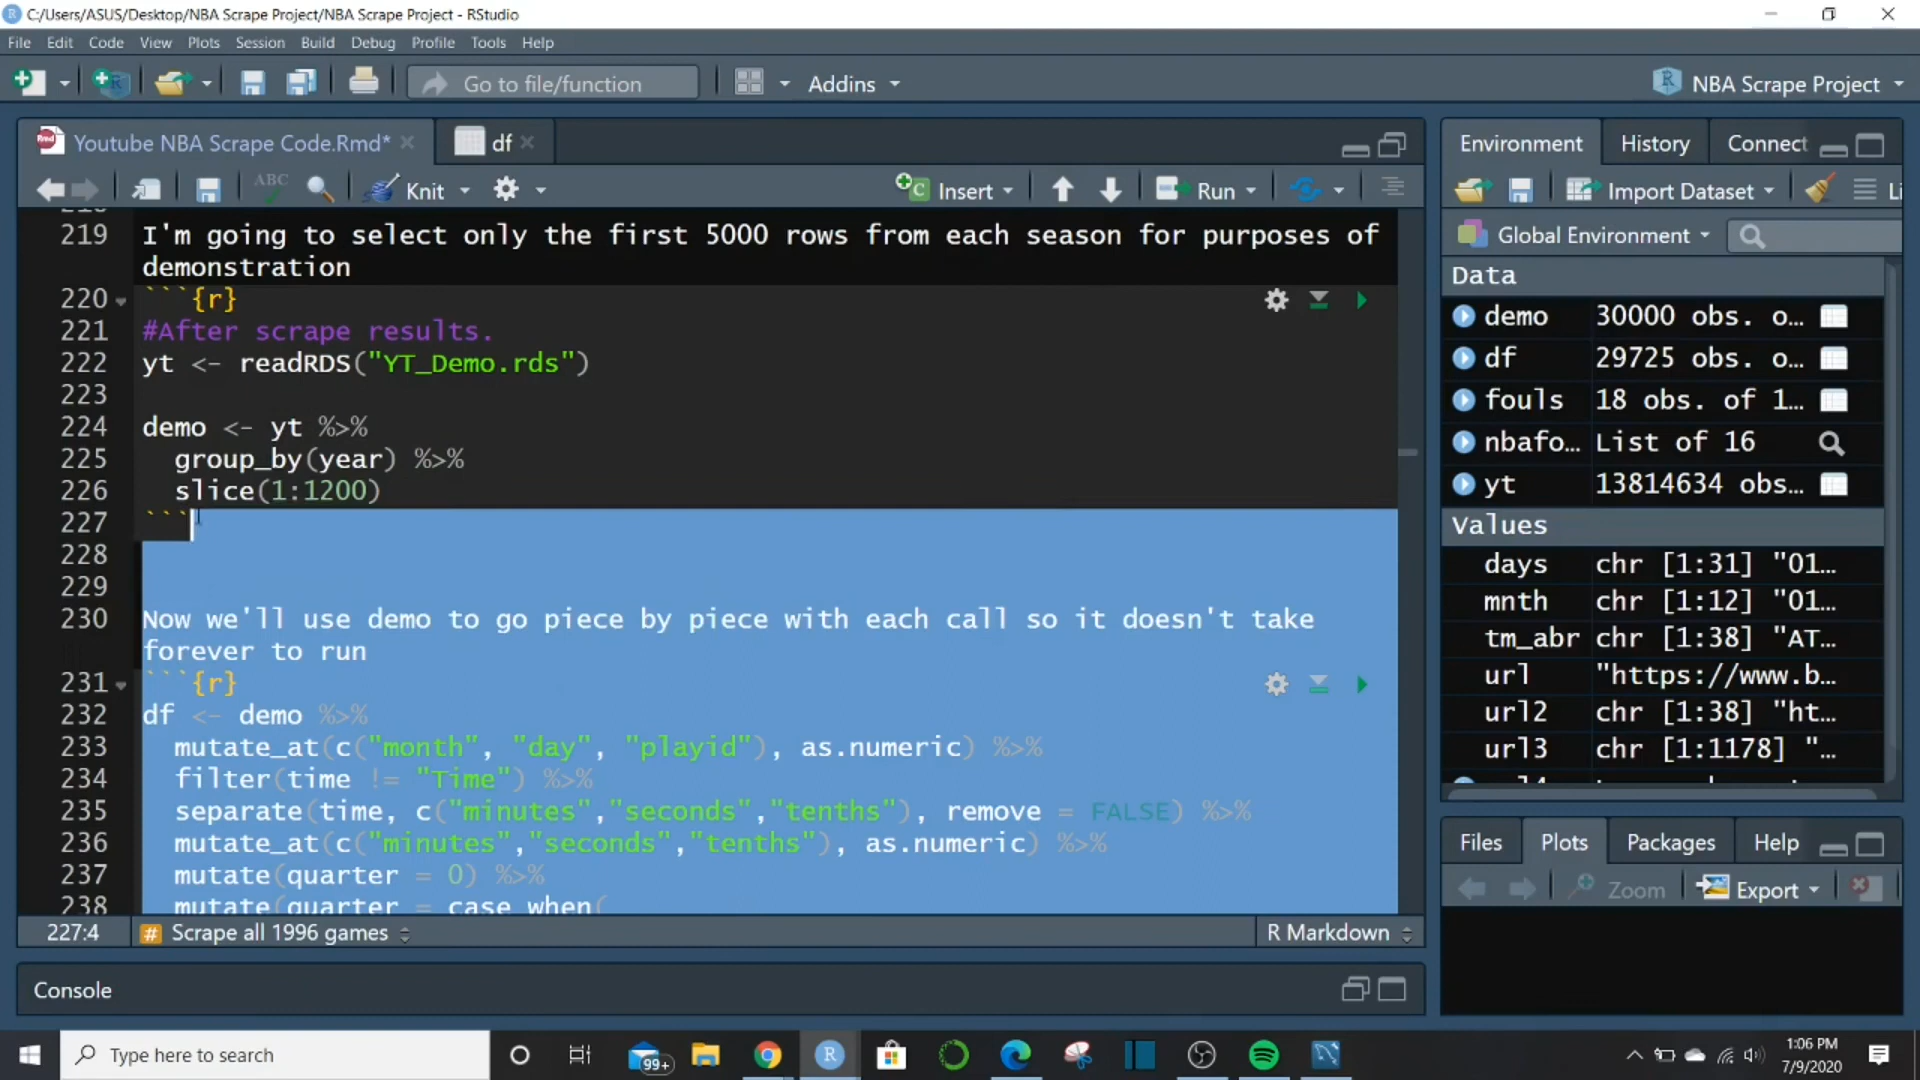 C:/Users/ASUS/Desktop/NBA Scrape Project/NBA Scrape Project - RStudio
File Edit Code View Plots Session Build Debug Profile Tools Help
Go to file/function Addins NBA Scrape Project
Youtube NBA Scrape Code.Rmd* df
ABC Knit Insert Run
219 I'm going to select only the first 5000 rows from each season for purposes of
demonstration
220 ```{r}
221 #After scrape results.
222 yt <- readRDS("YT_Demo.rds")
223
224 demo <- yt %>%
225 group_by(year) %>%
226 slice(1:1200)
227 ```
228
229
230 Now we'll use demo to go piece by piece with each call so it doesn't take
forever to run
231 ```{r}
232 df <- demo %>%
233 mutate_at(c("month", "day", "playid"), as.numeric) %>%
234 filter(time != "Time") %>%
235 separate(time, c("minutes","seconds","tenths"), remove = FALSE) %>%
236 mutate_at(c("minutes","seconds","tenths"), as.numeric) %>%
237 mutate(quarter = 0) %>%
238 mutate(quarter = case_when(
227:4 # Scrape all 1996 games R Markdown
Console
Environment History Connect
Import Dataset Li
Global Environment
Data
demo 30000 obs. o...
df 29725 obs. o...
fouls 18 obs. of 1...
nbafo... List of 16
yt 13814634 obs...
Values
days chr [1:31] "01...
mnth chr [1:12] "01...
tm_abr chr [1:38] "AT...
url "https://www.b...
url2 chr [1:38] "ht...
url3 chr [1:1178] "...
Files Plots Packages Help
Zoom Export
Type here to search
99+
1:06 PM
7/9/2020